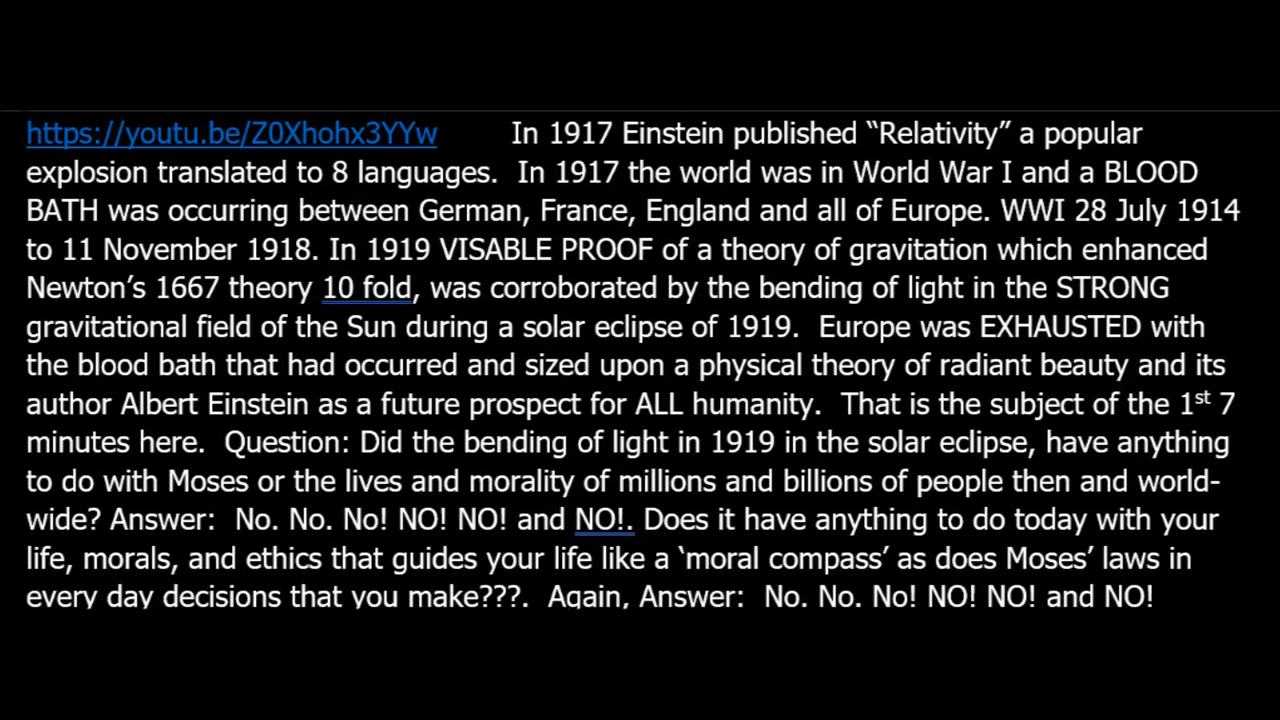 https://youtu.be/Z0Xhohx3YYw In 1917 Einstein published “Relativity” a popular
explosion translated to 8 languages. In 1917 the world was in World War I and a BLOOD
BATH was occurring between German, France, England and all of Europe. WWI 28 July 1914
to 11 November 1918. In 1919 VISABLE PROOF of a theory of gravitation which enhanced
Newton’s 1667 theory 10 fold, was corroborated by the bending of light in the STRONG
gravitational field of the Sun during a solar eclipse of 1919. Europe was EXHAUSTED with
the blood bath that had occurred and sized upon a physical theory of radiant beauty and its
author Albert Einstein as a future prospect for ALL humanity. That is the subject of the 1st 7
minutes here. Question: Did the bending of light in 1919 in the solar eclipse, have anything
to do with Moses or the lives and morality of millions and billions of people then and world-
wide? Answer: No. No. No! NO! NO! and NO!. Does it have anything to do today with your
life, morals, and ethics that guides your life like a ‘moral compass’ as does Moses’ laws in
every day decisions that you make???. Again, Answer: No. No. No! NO! NO! and NO!